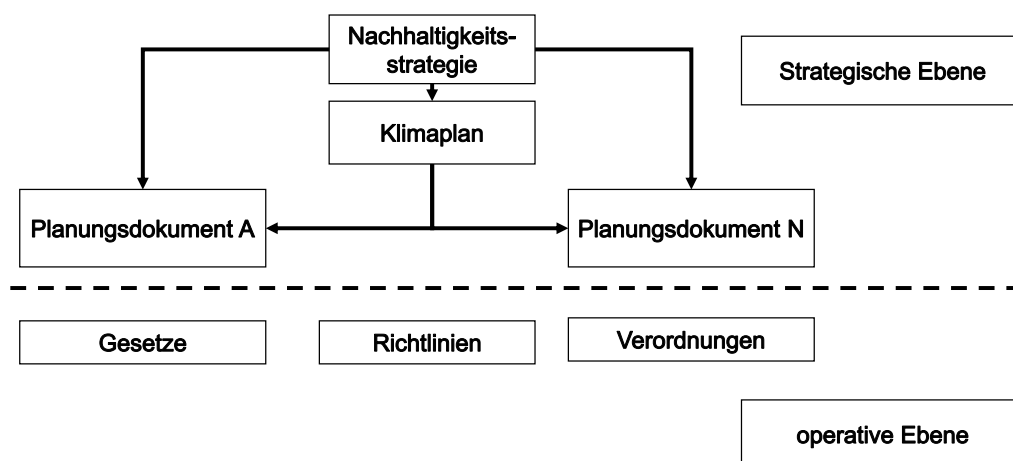 Nachhaltigkeits-
strategie
Strategische Ebene
Klimaplan
Planungsdokument A
Planungsdokument N
Gesetze
Richtlinien
Verordnungen
operative Ebene